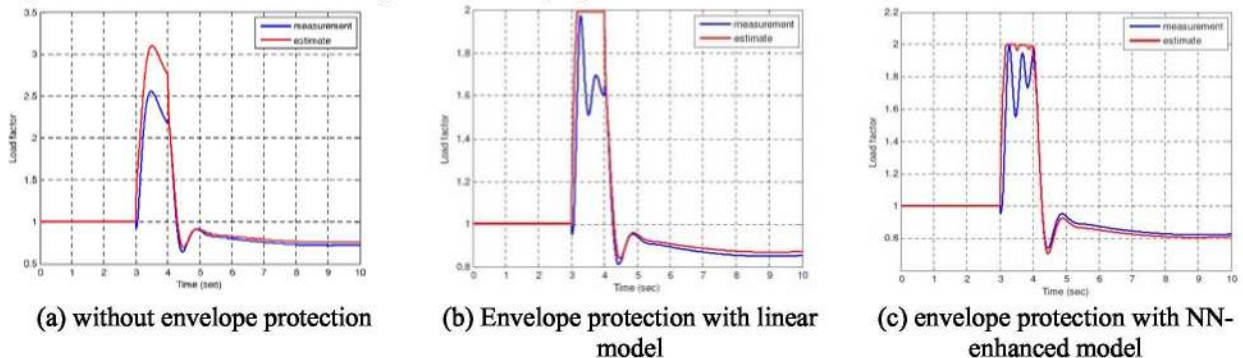 measurement
estimate
3.5
3
2.5
2
1.5
1
0.5
Load factor
0 1 2 3 4 5 6 7 8 9 10
Time (sec)
(a) without envelope protection
measurement
estimate
2
1.8
1.6
1.4
1.2
1
0.8
Load factor
0 1 2 3 4 5 6 7 8 9 10
Time (sec)
(b) Envelope protection with linear
model
measurement
estimate
2.2
2
1.8
1.6
1.4
1.2
1
0.8
Load factor
0 1 2 3 4 5 6 7 8 9 10
Time (sec)
(c) envelope protection with NN-
enhanced model